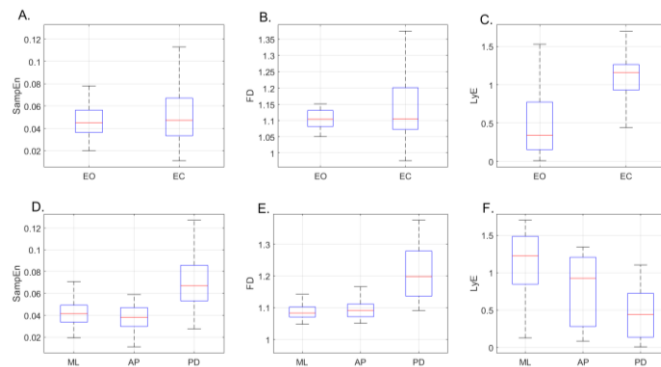 A.
SampEn
0.12
0.1
0.08
0.06
0.04
0.02
EO
EC
B.
FD
1.35
1.3
1.25
1.2
1.15
1.1
1.05
1
EO
EC
C.
LyE
1.5
1
0.5
0
EO
EC
D.
SampEn
0.12
0.1
0.08
0.06
0.04
0.02
ML
AP
PD
E.
FD
1.3
1.2
1.1
1
ML
AP
PD
F.
LyE
1.5
1
0.5
0
ML
AP
PD